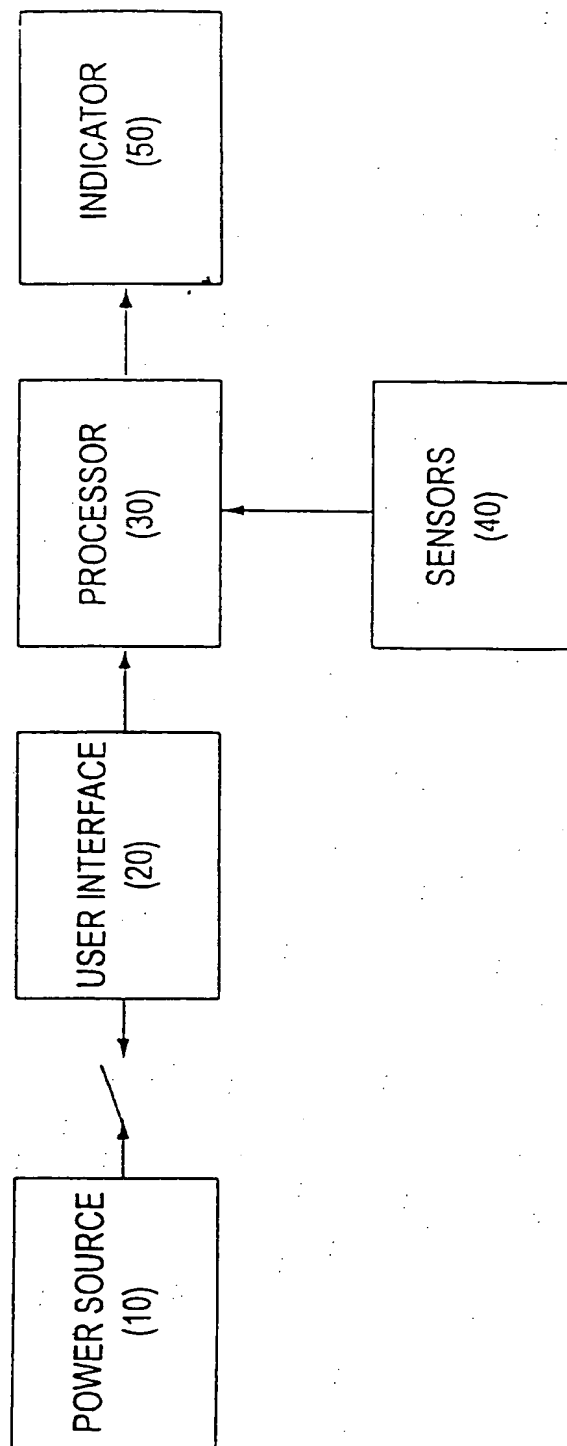 POWER SOURCE
(10)
USER INTERFACE
(20)
PROCESSOR
(30)
INDICATOR
(50)
SENSORS
(40)